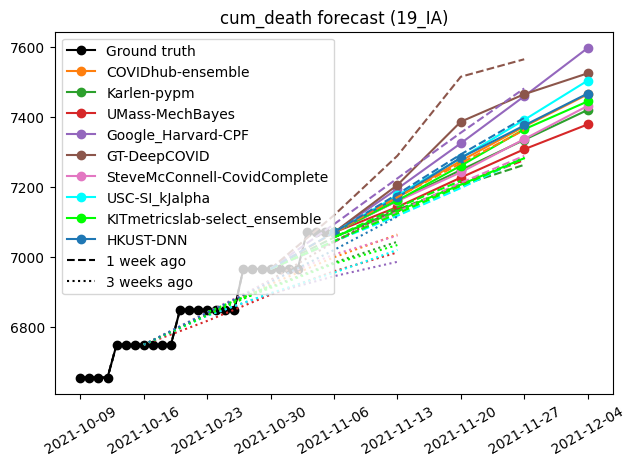 cum_death forecast (19_IA)
7600
7400
7200
7000
6800
Ground truth
COVIDhub-ensemble
Karlen-pypm
UMass-MechBayes
Google_Harvard-CPF
GT-DeepCOVID
SteveMcConnell-CovidComplete
USC-SI_kJalpha
KITmetricslab-select_ensemble
HKUST-DNN
1 week ago
3 weeks ago
2021-10-09
2021-10-16
2021-10-23
2021-10-30
2021-11-06
2021-11-13
2021-11-20
2021-11-27
2021-12-04